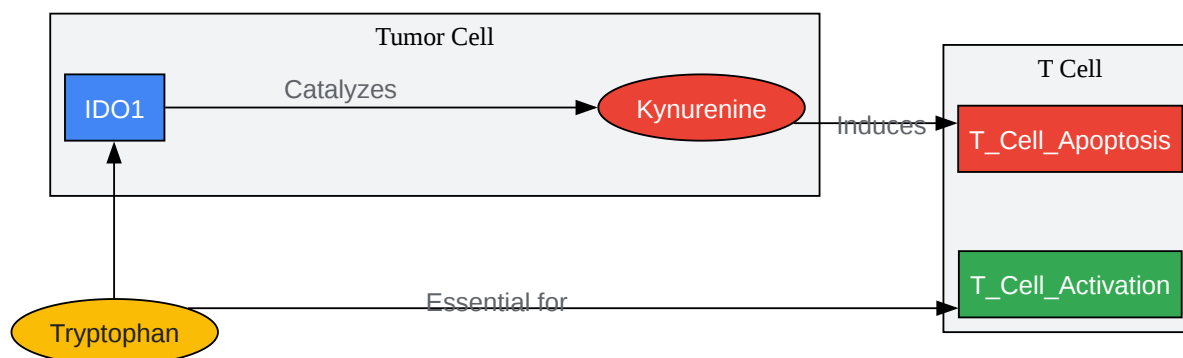 Tumor Cell
T Cell
IDO1
Catalyzes
Kynurenine
Induces
T_Cell_Apoptosis
Essential for
T_Cell_Activation
Tryptophan